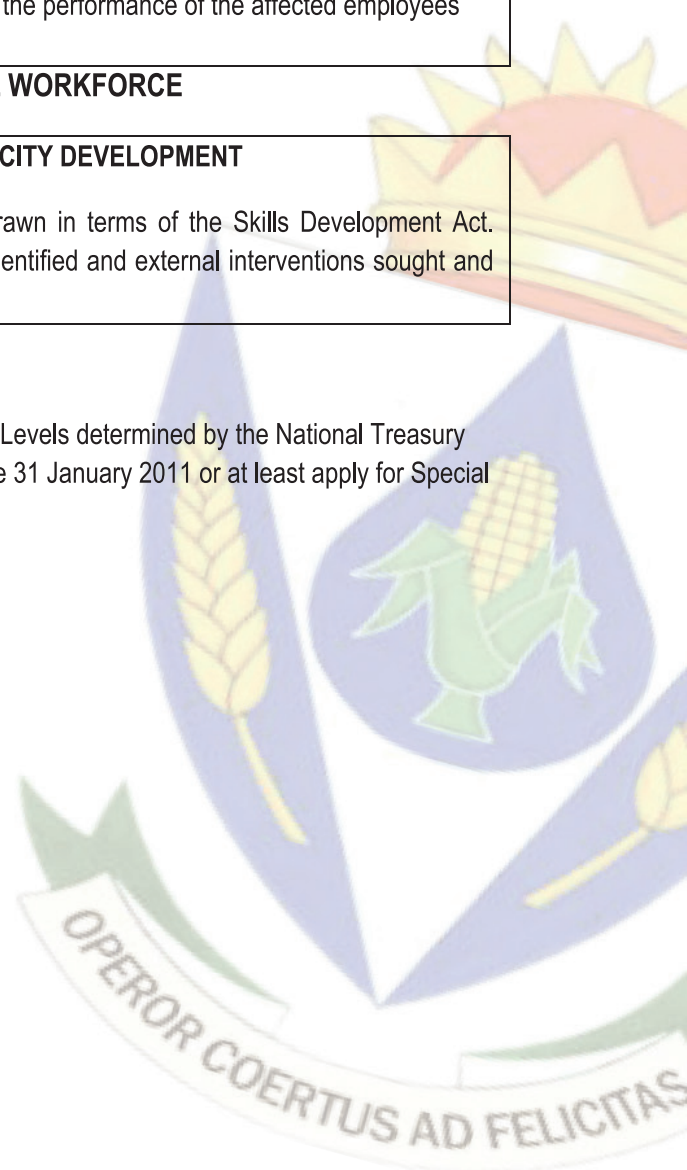 the performance of the affected employees
WORKFORCE
CITY DEVELOPMENT
rawn in terms of the Skills Development Act.
entified and external interventions sought and
Levels determined by the National Treasury
e 31 January 2011 or at least apply for Special
OPEROR COERTUS AD FELICITAS